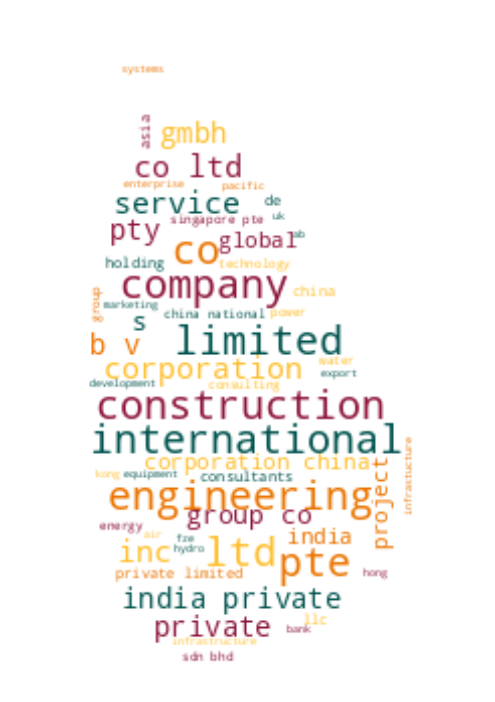 systems
asia
gmbh
co ltd
enterprise pacific
service de
singapore pte uk
pty global ab
co
holding technology
company china
group marketing
china national power
s
b v limited
corporation water
export
development consulting
construction
international
corporation china
kong equipment consultants
infrastucture
project
engineering
group co
energy
air fze india
inc hydro ltd pte
private limited hong
india private
llc
private bank
infrastructure
sdn bhd